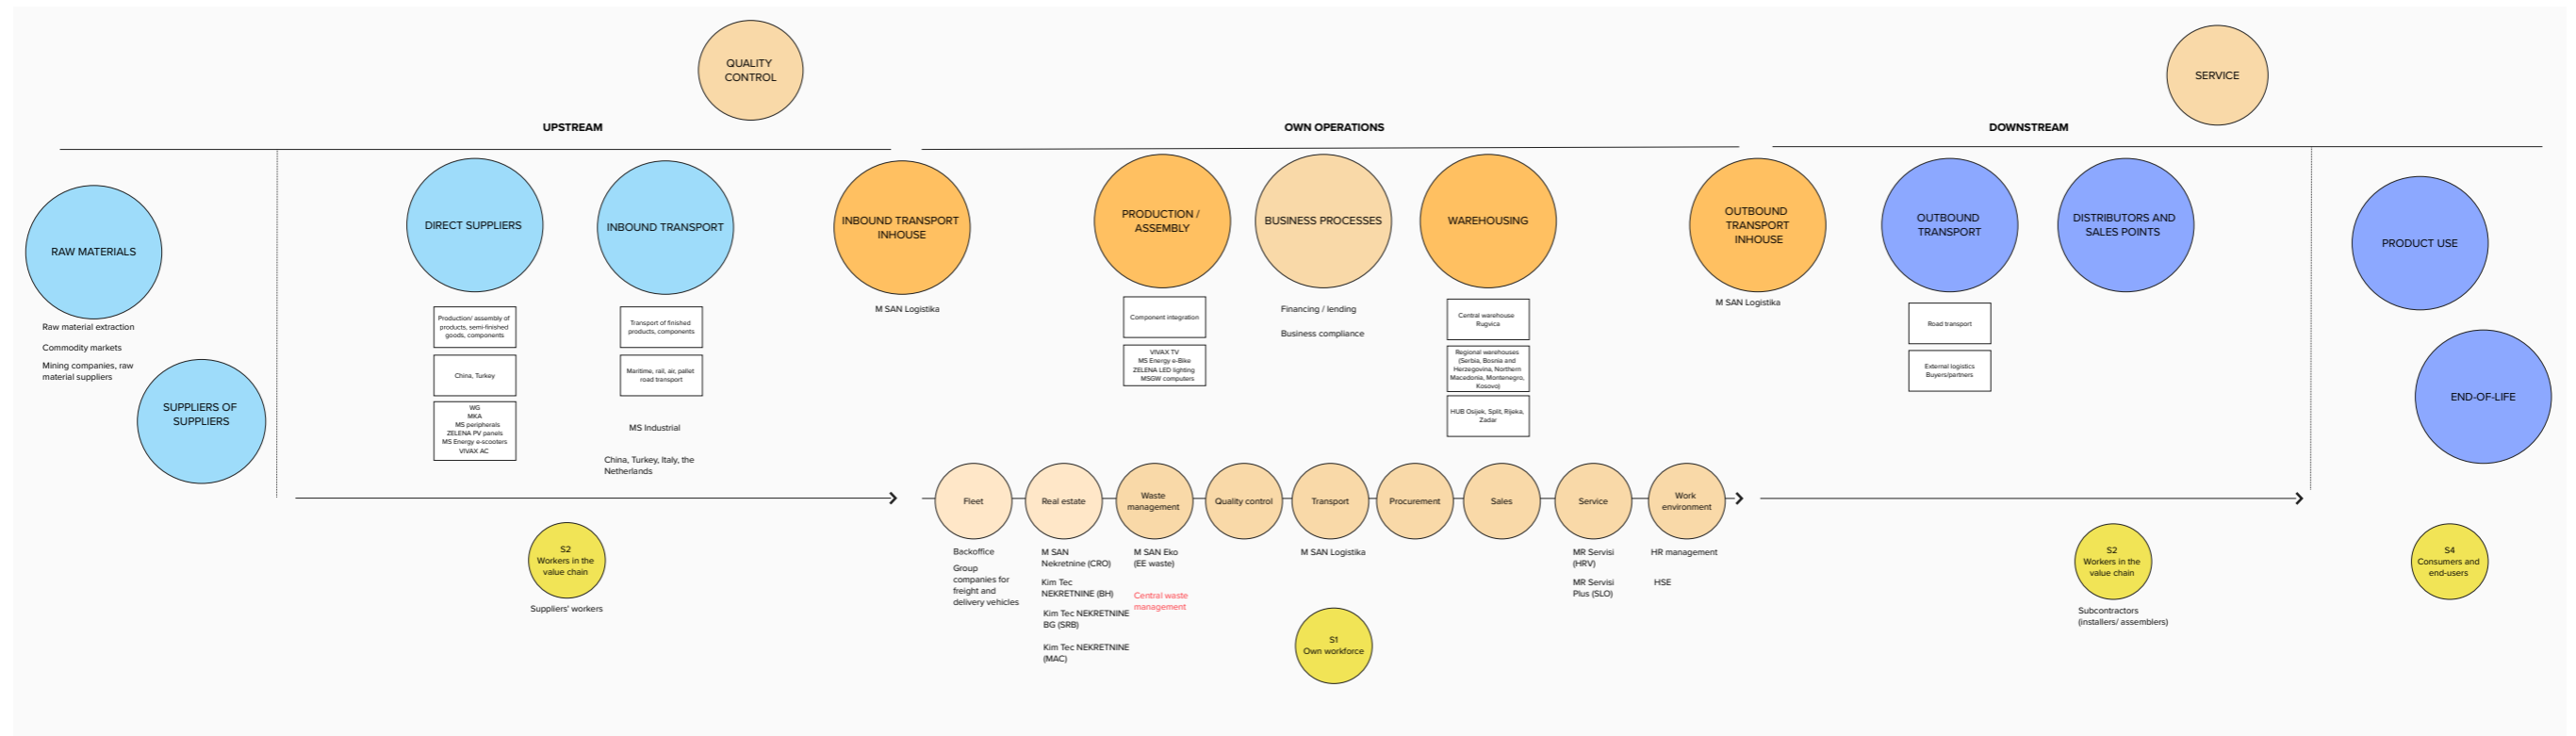 QUALITY
CONTROL
SERVICE
UPSTREAM
OWN OPERATIONS
DOWNSTREAM
RAW MATERIALS
Raw material extraction
Commodity markets
Mining companies, raw
material suppliers
SUPPLIERS OF
SUPPLIERS
DIRECT SUPPLIERS
Production/ assembly of
products, semi-finished
goods, components
China, Turkey
WG
MKA
MS peripherals
ZELENA PV panels
MS Energy e-scooters
VIVAX AC
INBOUND TRANSPORT
Transport of finished
products, components
Maritime, rail, air, pallet
road transport
MS Industrial
China, Turkey, Italy, the
Netherlands
INBOUND TRANSPORT
INHOUSE
M SAN Logistika
PRODUCTION /
ASSEMBLY
Component integration
VIVAX TV
MS Energy e-Bike
ZELENA LED lighting
MSGW computers
BUSINESS PROCESSES
Financing / lending
Business compliance
WAREHOUSING
Central warehouse
Rugvica
Regional warehouses
(Serbia, Bosnia and
Herzegovina, Northern
Macedonia, Montenegro,
Kosovo)
HUB Osijek, Split, Rijeka,
Zadar
OUTBOUND
TRANSPORT
INHOUSE
M SAN Logistika
OUTBOUND
TRANSPORT
Road transport
External logistics
Buyers/partners
DISTRIBUTORS AND
SALES POINTS
PRODUCT USE
END-OF-LIFE
Fleet
Backoffice
Group
companies for
freight and
delivery vehicles
Real estate
M SAN
Nekretnine (CRO)
Kim Tec
NEKRETNINE (BH)
Kim Tec NEKRETNINE
BG (SRB)
Kim Tec NEKRETNINE
(MAC)
Waste
management
M SAN Eko
(EE waste)
Central waste
management
Quality control
Transport
M SAN Logistika
Procurement
Sales
Service
MR Servisi
(HRV)
MR Servisi
Plus (SLO)
Work
environment
HR management
HSE
S2
Workers in the
value chain
Suppliers' workers
S1
Own workforce
S2
Workers in the
value chain
Subcontractors
(installers/ assemblers)
S4
Consumers and
end-users